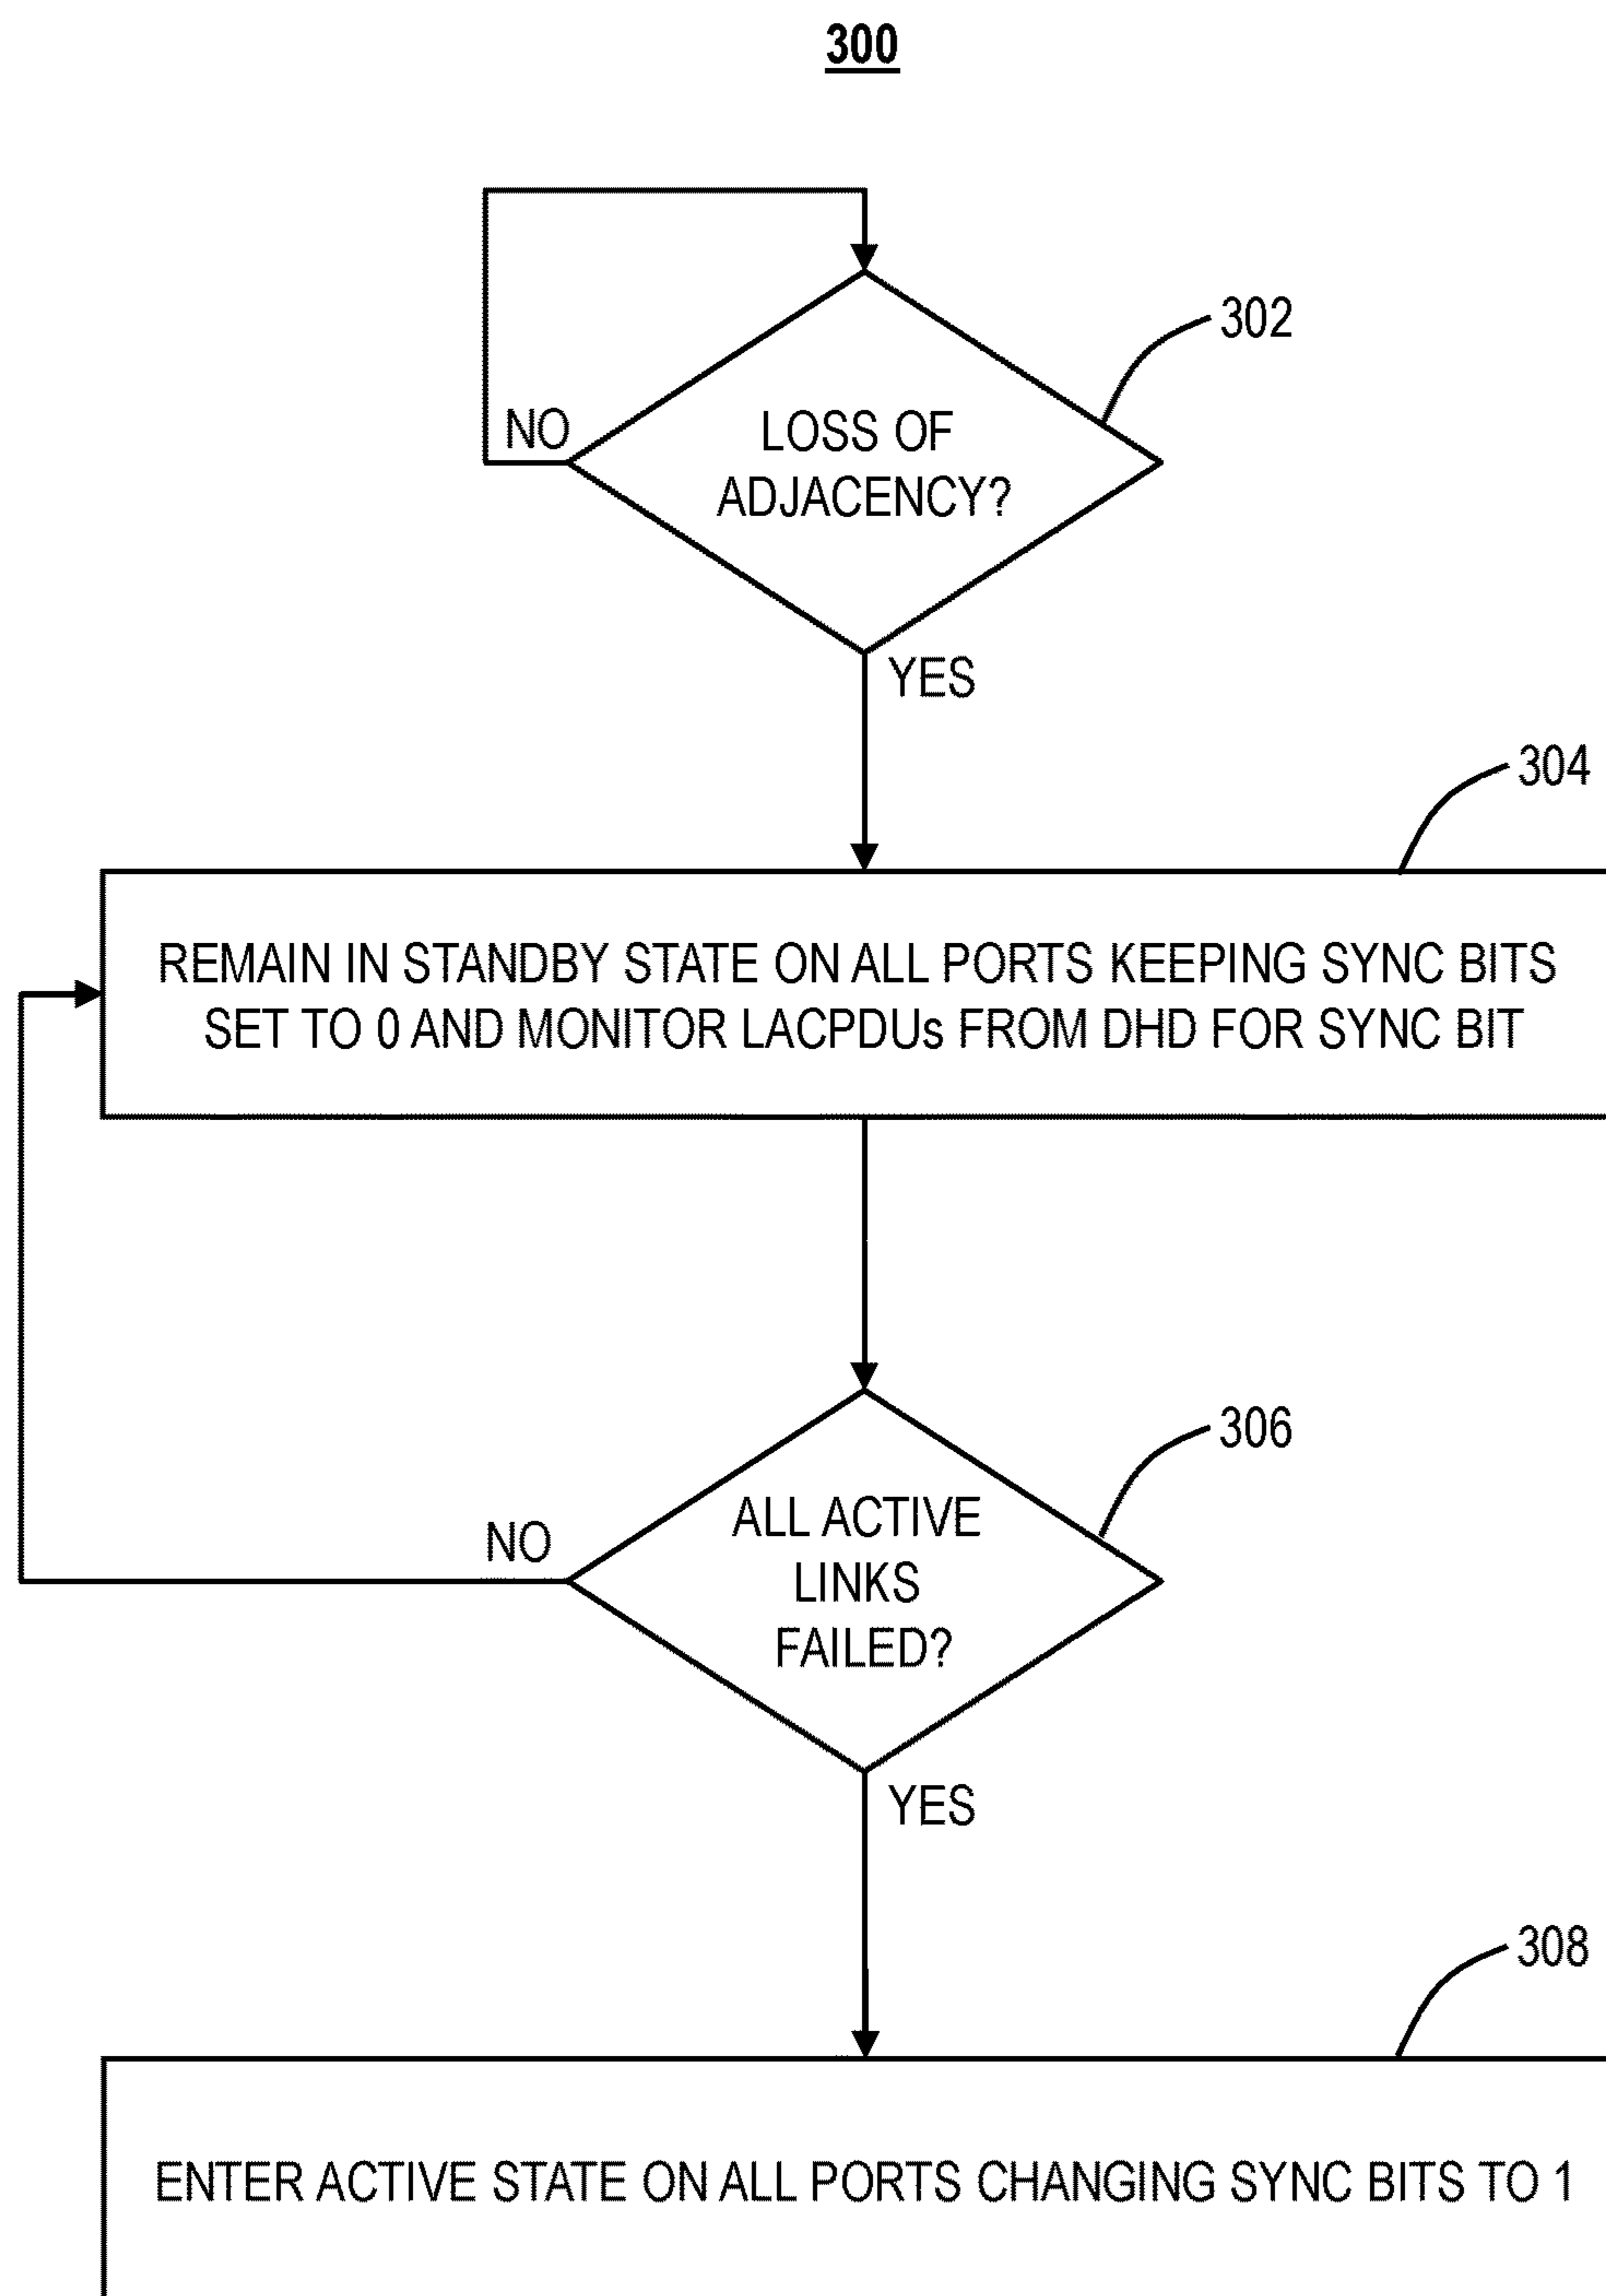 300
302
NO
LOSS OF
ADJACENCY?
YES
304
REMAIN IN STANDBY STATE ON ALL PORTS KEEPING SYNC BITS
SET TO 0 AND MONITOR LACPDUs FROM DHD FOR SYNC BIT
306
NO
ALL ACTIVE
LINKS
FAILED?
YES
308
ENTER ACTIVE STATE ON ALL PORTS CHANGING SYNC BITS TO 1